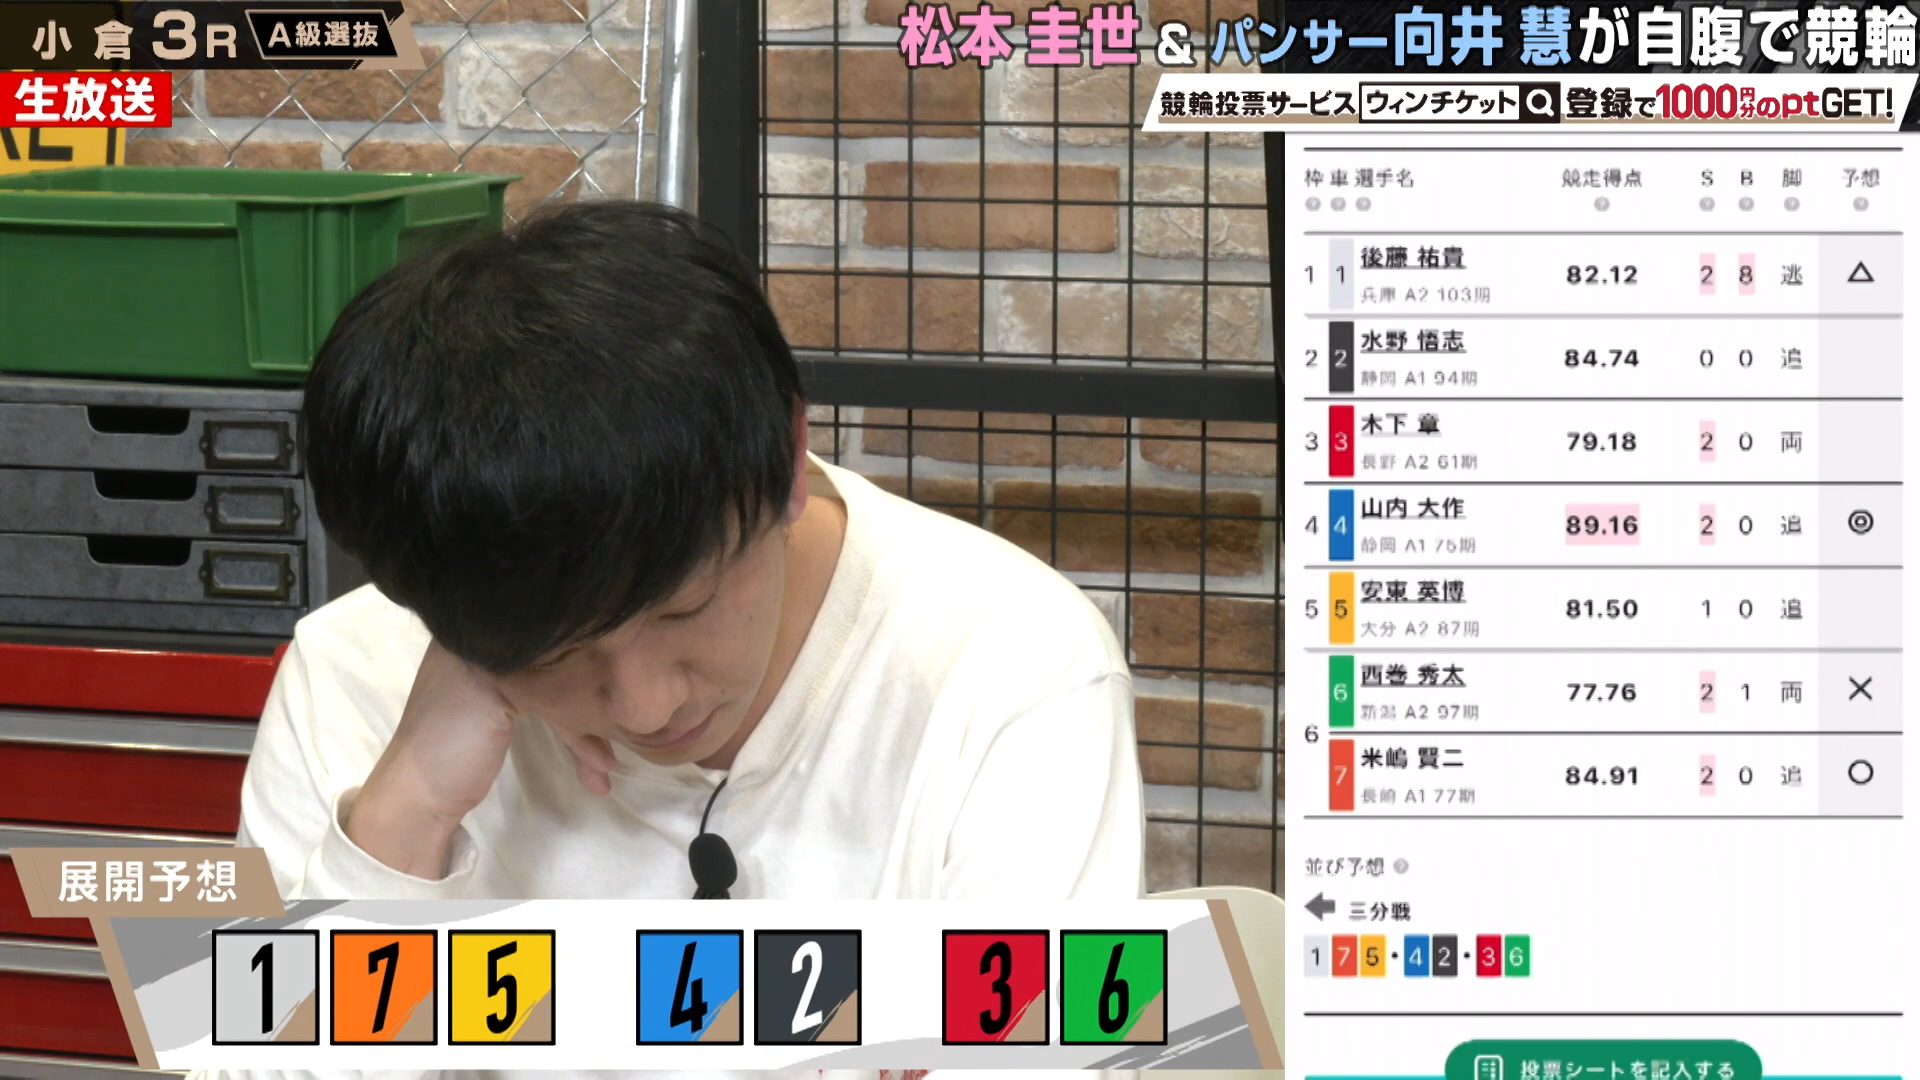 小倉3R A級選抜
生放送
松本圭世&パンサー向井慧が自腹で競輪
競輪投票サービス ウィンチケット 登録で1000円分のptGET!
枠 車 選手名 競走得点 S B 脚 予想
1 1 後藤 祐貴 82.12 2 8 逃 △
兵庫 A2 103期
2 2 水野 悟志 84.74 0 0 追
静岡 A1 94期
3 3 木下 章 79.18 2 0 両
長野 A2 61期
4 4 山内 大作 89.16 2 0 追 ◎
静岡 A1 75期
5 5 安東 英博 81.50 1 0 追
大分 A2 87期
6 西巻 秀太 77.76 2 1 両 ×
新潟 A2 97期
6
7 米嶋 賢二 84.91 2 0 追 ○
長崎 A1 77期
並び予想
三分戦
1 7 5・4 2・3 6
投票シートを記入する
展開予想
1 7 5 4 2 3 6